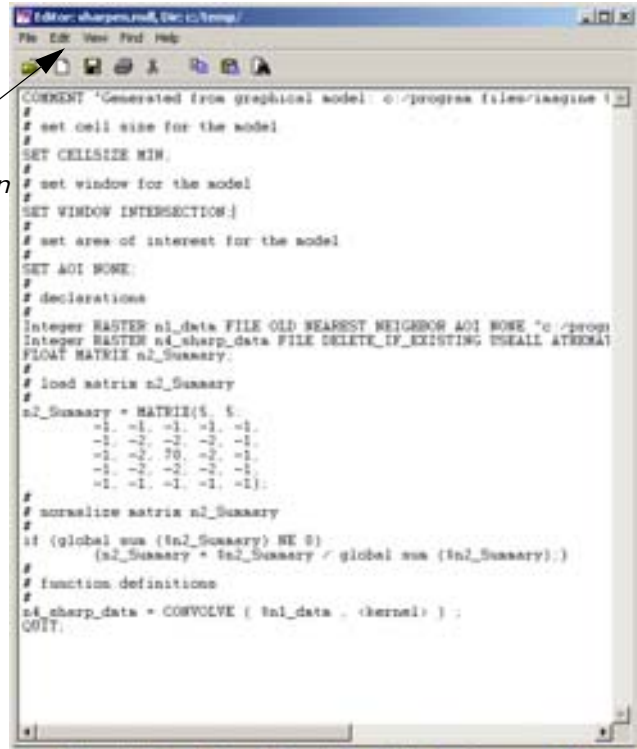 Editor: sharpen.mdl, Dir: c:/temp/
File Edit View Find Help
n
COMMENT "Generated from graphical model: c:/program files/imagine
#
# set cell size for the model
#
SET CELLSIZE MIN;
#
# set window for the model
#
SET WINDOW INTERSECTION;
#
# set area of interest for the model
#
SET AOI NONE;
#
# declarations
#
Integer RASTER n1_data FILE OLD NEAREST NEIGHBOR AOI NONE "c:/progr
Integer RASTER n4_sharp_data FILE DELETE_IF_EXISTING USEALL ATHEMAT
FLOAT MATRIX n2_Summary;
#
# load matrix n2_Summary
#
n2_Summary = MATRIX(5, 5:
-1, -1, -1, -1, -1,
-1, -2, -2, -2, -1,
-1, -2, 70, -2, -1,
-1, -2, -2, -2, -1,
-1, -1, -1, -1, -1);
#
# normalize matrix n2_Summary
#
if (global sum ($n2_Summary) NE 0)
{n2_Summary = $n2_Summary / global sum ($n2_Summary);}
#
# function definitions
#
n4_sharp_data = CONVOLVE ( $n1_data , <kernel> ) ;
QUIT;